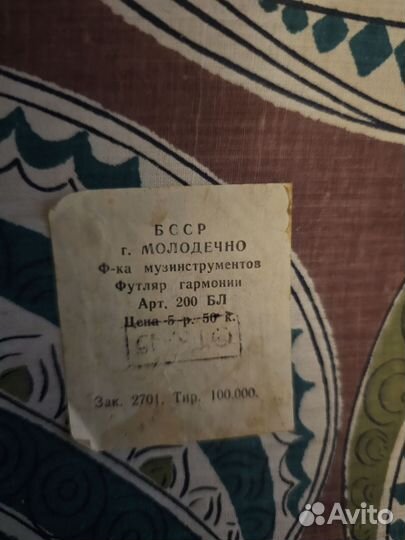 БССР
г. МОЛОДЕЧНО
Ф-ка музинструментов
Футляр гармонии
Арт. 200 БЛ
Цена 5 р. 50 к.
Зак. 2701. Тир. 100.000.
Avito